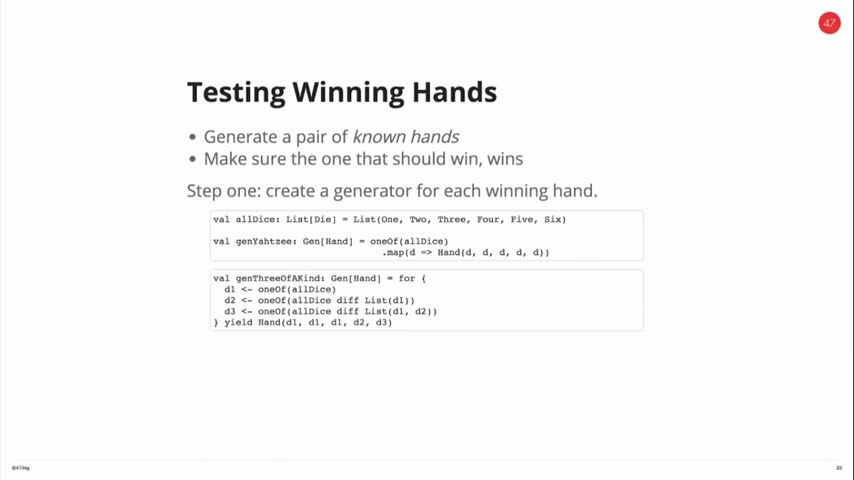 47
Testing Winning Hands
• Generate a pair of known hands
• Make sure the one that should win, wins
Step one: create a generator for each winning hand.
val allDice: List[Die] = List(One, Two, Three, Four, Five, Six)
val genYahtzee: Gen[Hand] = oneOf(allDice)
.map(d => Hand(d, d, d, d, d))
val genThreeOfAKind: Gen[Hand] = for {
d1 <- oneOf(allDice)
d2 <- oneOf(allDice diff List(d1))
d3 <- oneOf(allDice diff List(d1, d2))
} yield Hand(d1, d1, d1, d2, d3)
@47deg